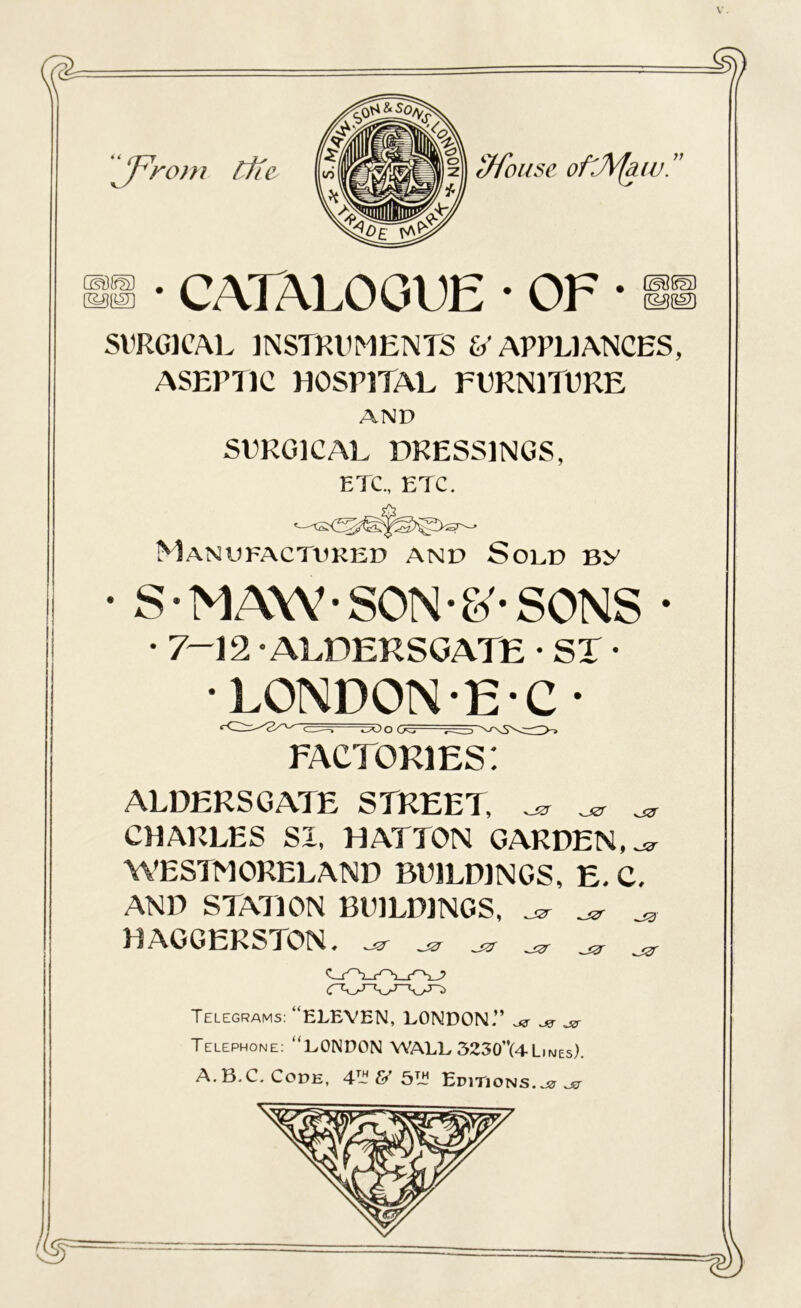 V.
"From the House of Maw."
S. MAW, SON & SONS, LONDON
TRADE MARK
· CATALOGUE · OF ·
SURGICAL INSTRUMENTS & APPLIANCES,
ASEPTIC HOSPITAL FURNITURE
AND
SURGICAL DRESSINGS,
ETC., ETC.
MANUFACTURED AND SOLD BY
· S · MAW · SON · & · SONS ·
· 7–12 · ALDERSGATE · ST ·
· LONDON · E · C ·
FACTORIES:
ALDERSGATE STREET,
CHARLES ST, HATTON GARDEN,
WESTMORELAND BUILDINGS, E. C,
AND STATION BUILDINGS,
HAGGERSTON.
TELEGRAMS: "ELEVEN, LONDON."
TELEPHONE: "LONDON WALL 3230"(4 LINES).
A. B. C. CODE, 4TH & 5TH EDITIONS.